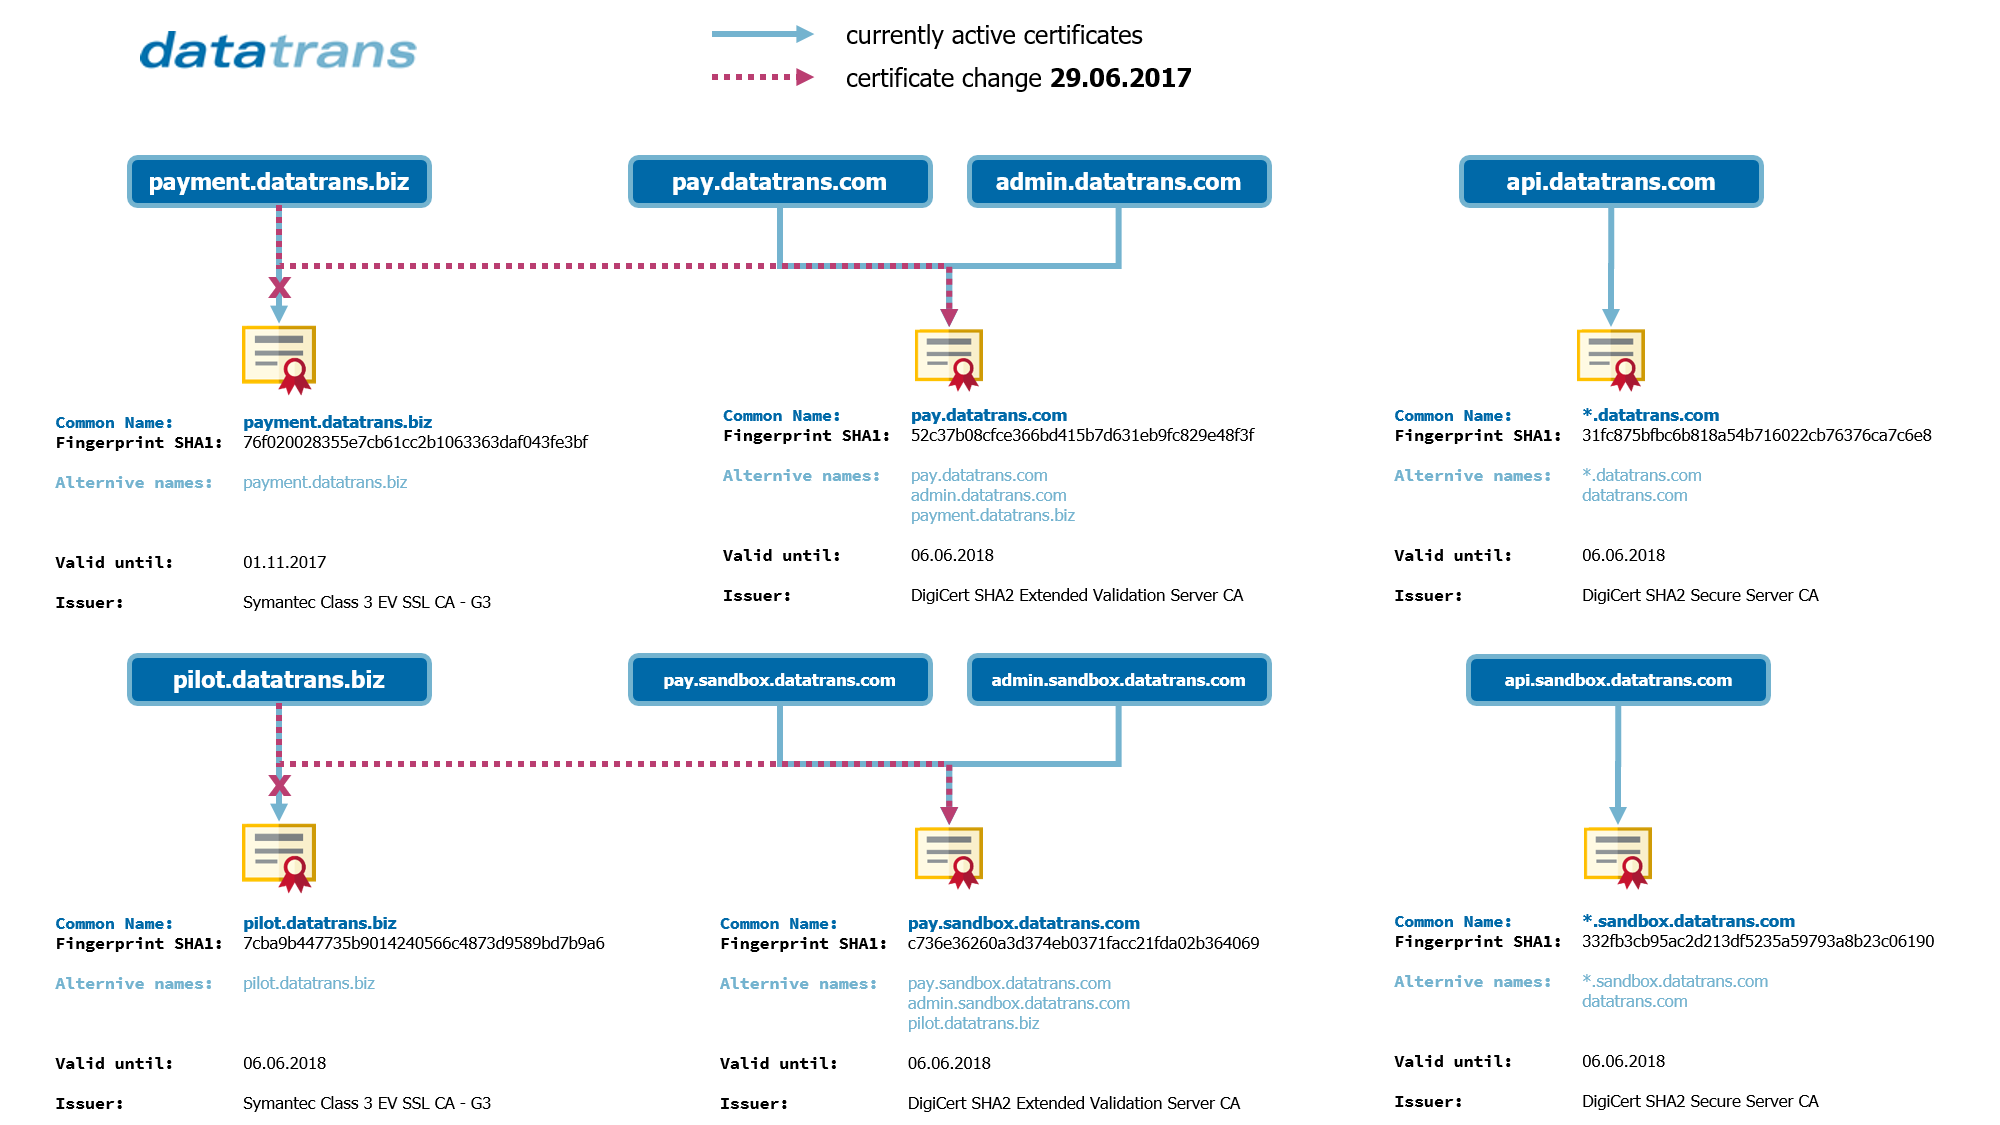 datatrans
currently active certificates
certificate change 29.06.2017
payment.datatrans.biz
pay.datatrans.com
admin.datatrans.com
api.datatrans.com
X
Common Name: payment.datatrans.biz
Fingerprint SHA1: 76f020028355e7cb61cc2b1063363daf043fe3bf
Alternive names: payment.datatrans.biz
Valid until: 01.11.2017
Issuer: Symantec Class 3 EV SSL CA - G3
Common Name: pay.datatrans.com
Fingerprint SHA1: 52c37b08cfce366bd415b7d631eb9fc829e48f3f
Alternive names: pay.datatrans.com
admin.datatrans.com
payment.datatrans.biz
Valid until: 06.06.2018
Issuer: DigiCert SHA2 Extended Validation Server CA
Common Name: *.datatrans.com
Fingerprint SHA1: 31fc875bfbc6b818a54b716022cb76376ca7c6e8
Alternive names: *.datatrans.com
datatrans.com
Valid until: 06.06.2018
Issuer: DigiCert SHA2 Secure Server CA
pilot.datatrans.biz
pay.sandbox.datatrans.com
admin.sandbox.datatrans.com
api.sandbox.datatrans.com
X
Common Name: pilot.datatrans.biz
Fingerprint SHA1: 7cba9b447735b9014240566c4873d9589bd7b9a6
Alternive names: pilot.datatrans.biz
Valid until: 06.06.2018
Issuer: Symantec Class 3 EV SSL CA - G3
Common Name: pay.sandbox.datatrans.com
Fingerprint SHA1: c736e36260a3d374eb0371facc21fda02b364069
Alternive names: pay.sandbox.datatrans.com
admin.sandbox.datatrans.com
pilot.datatrans.biz
Valid until: 06.06.2018
Issuer: DigiCert SHA2 Extended Validation Server CA
Common Name: *.sandbox.datatrans.com
Fingerprint SHA1: 332fb3cb95ac2d213df5235a59793a8b23c06190
Alternive names: *.sandbox.datatrans.com
datatrans.com
Valid until: 06.06.2018
Issuer: DigiCert SHA2 Secure Server CA